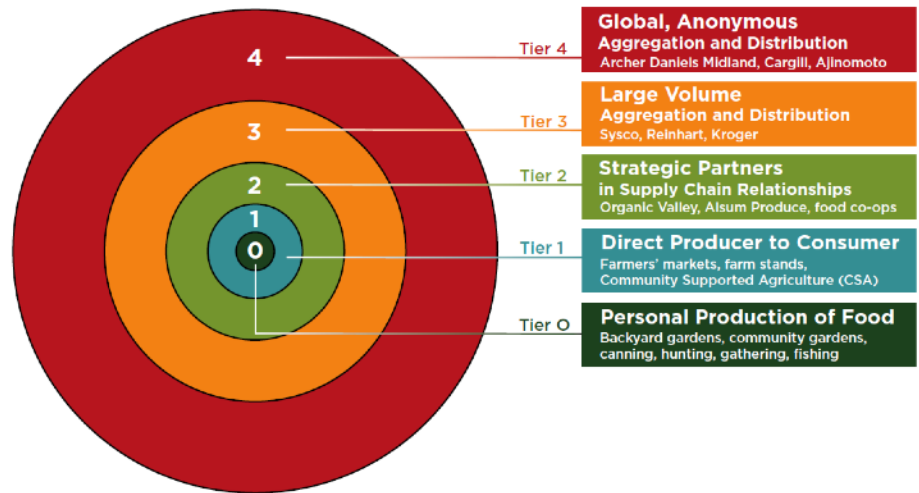 4
Tier 4
Global, Anonymous
Aggregation and Distribution
Archer Daniels Midland, Cargill, Ajinomoto
3
Tier 3
Large Volume
Aggregation and Distribution
Sysco, Reinhart, Kroger
2
Tier 2
Strategic Partners
in Supply Chain Relationships
Organic Valley, Alsum Produce, food co-ops
1
Tier 1
Direct Producer to Consumer
Farmers' markets, farm stands,
Community Supported Agriculture (CSA)
0
Tier 0
Personal Production of Food
Backyard gardens, community gardens,
canning, hunting, gathering, fishing